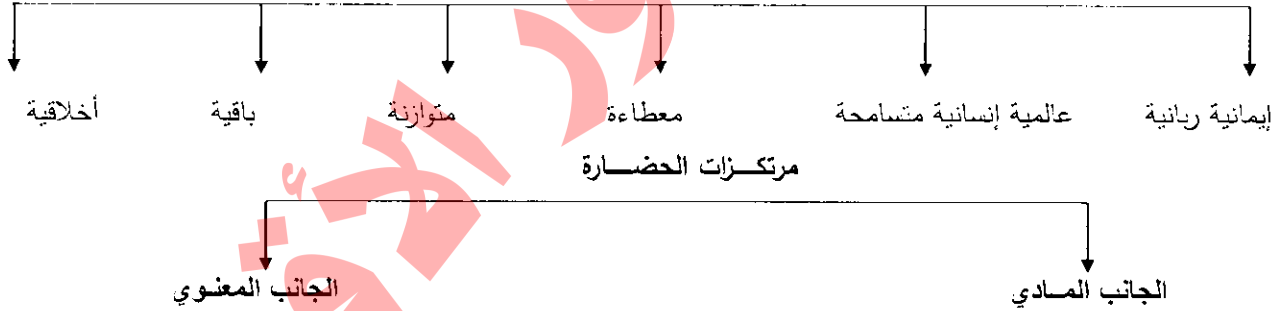 إيمانية ربانية عالمية إنسانية متسامحة معطاءة متوازنة باقية أخلاقية
مرتكـــزات الحضـــارة
الجانب المــادي الجانب المعنـوي